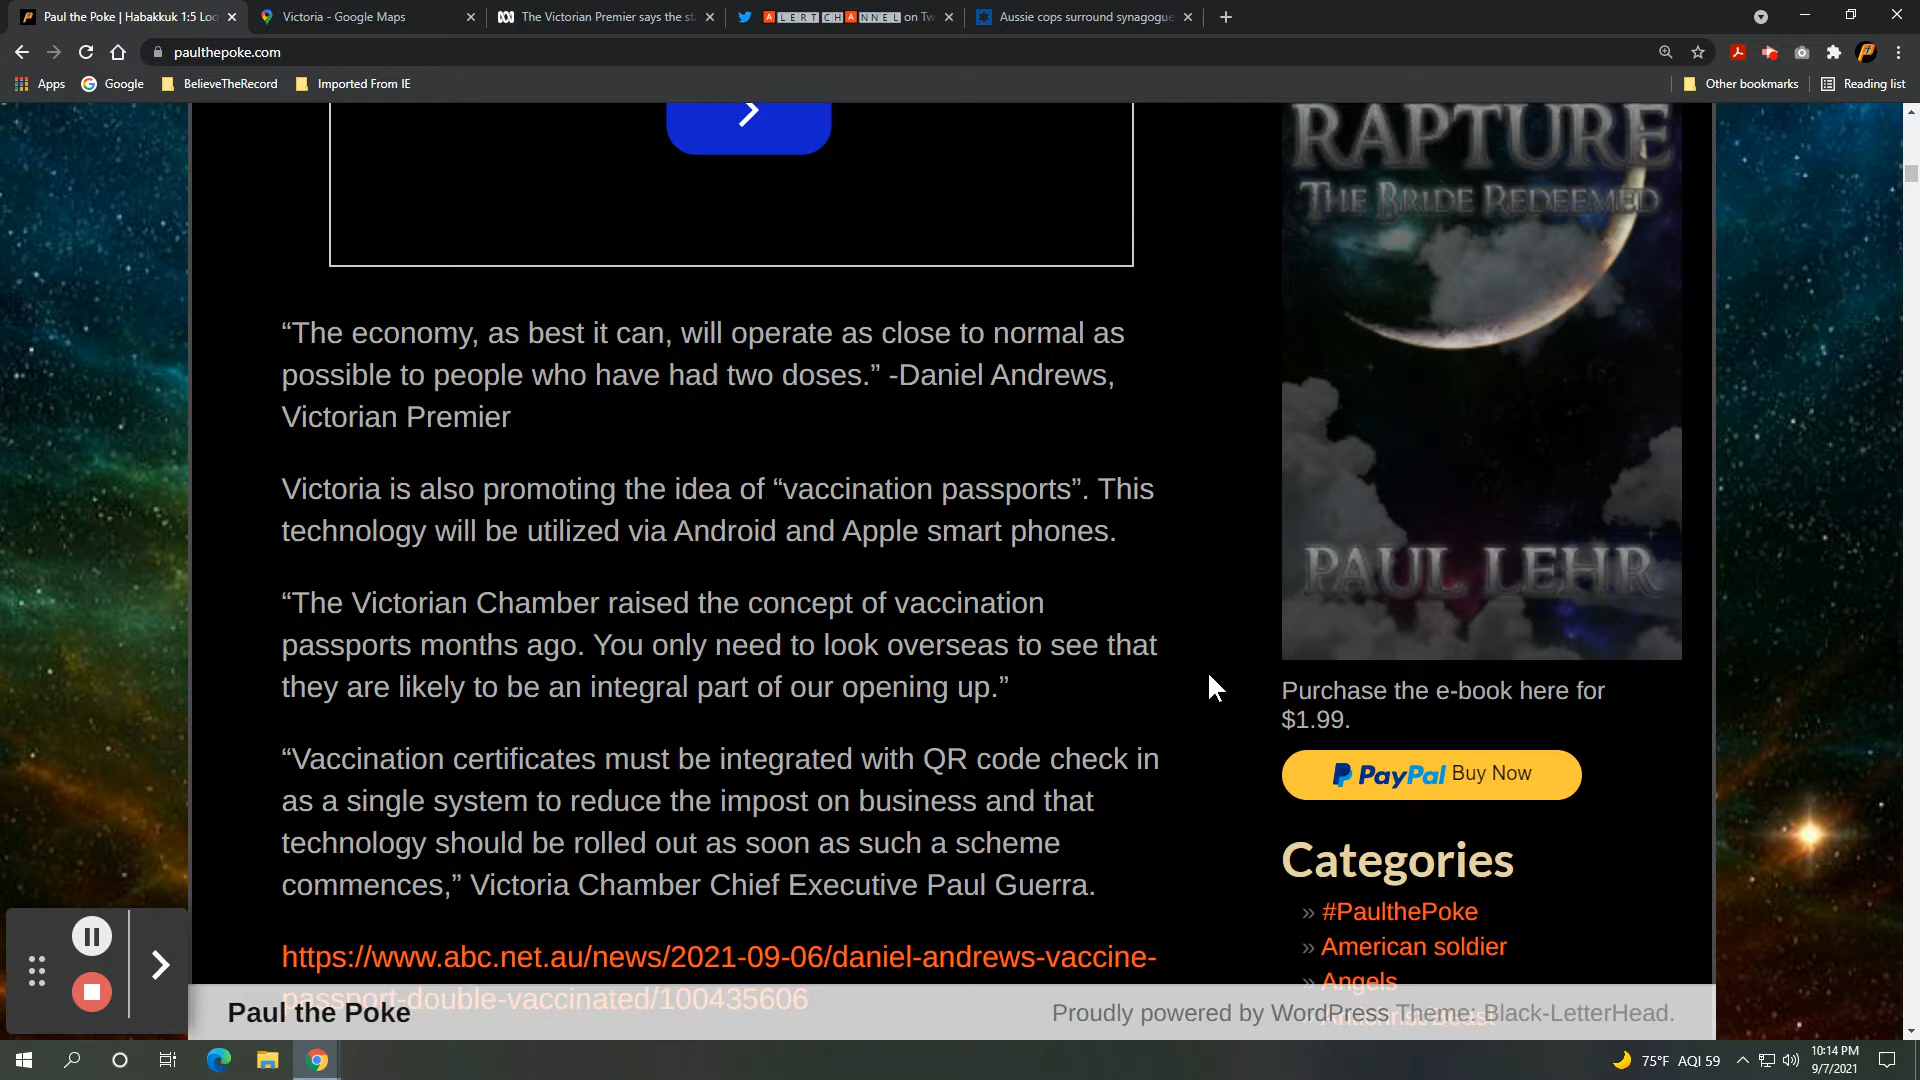 Paul the Poke | Habakkuk 1:5 Loo
Victoria - Google Maps
The Victorian Premier says the st
ALERT CHANNEL on Tw
Aussie cops surround synagogue
paulthepoke.com
Apps
Google
BelieveTheRecord
Imported From IE
Other bookmarks
Reading list
RAPTURE
THE BRIDE REDEEMED
PAUL LEHR
“The economy, as best it can, will operate as close to normal as
possible to people who have had two doses.” -Daniel Andrews,
Victorian Premier
Victoria is also promoting the idea of “vaccination passports”. This
technology will be utilized via Android and Apple smart phones.
“The Victorian Chamber raised the concept of vaccination
passports months ago. You only need to look overseas to see that
they are likely to be an integral part of our opening up.”
“Vaccination certificates must be integrated with QR code check in
as a single system to reduce the impost on business and that
technology should be rolled out as soon as such a scheme
commences,” Victoria Chamber Chief Executive Paul Guerra.
https://www.abc.net.au/news/2021-09-06/daniel-andrews-vaccine-
passport-double-vaccinated/100435606
Purchase the e-book here for
$1.99.
PayPal Buy Now
Categories
» #PaulthePoke
» American soldier
» Angels
Paul the Poke
Proudly powered by WordPress Theme: Black-LetterHead.
75°F AQI 59
10:14 PM
9/7/2021